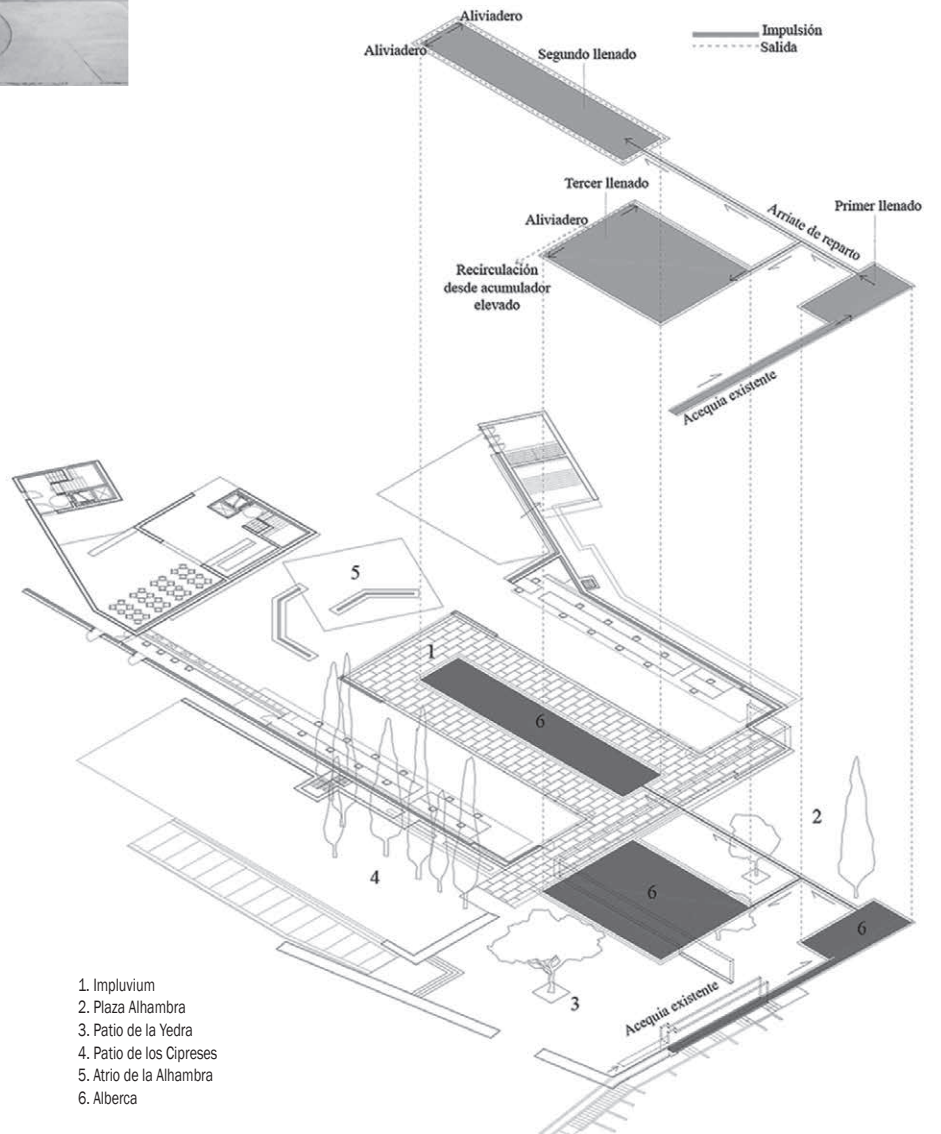 Aliviadero
Aliviadero
Segundo llenado
Impulsión
Salida
Tercer llenado
Aliviadero
Arriate de reparto
Primer llenado
Recirculación
desde acumulador
elevado
Acequia existente
5
1
6
2
4
6
6
3
Acequia existente
1. Impluvium
2. Plaza Alhambra
3. Patio de la Yedra
4. Patio de los Cipreses
5. Atrio de la Alhambra
6. Alberca